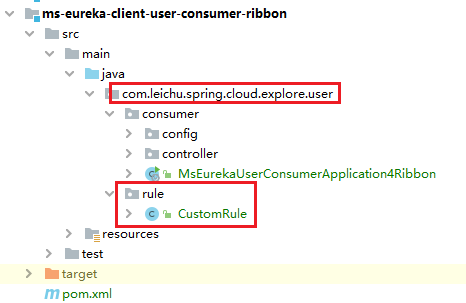 ms-eureka-client-user-consumer-ribbon
src
main
java
com.leichu.spring.cloud.explore.user
consumer
config
controller
MsEurekaUserConsumerApplication4Ribbon
rule
CustomRule
resources
test
target
pom.xml